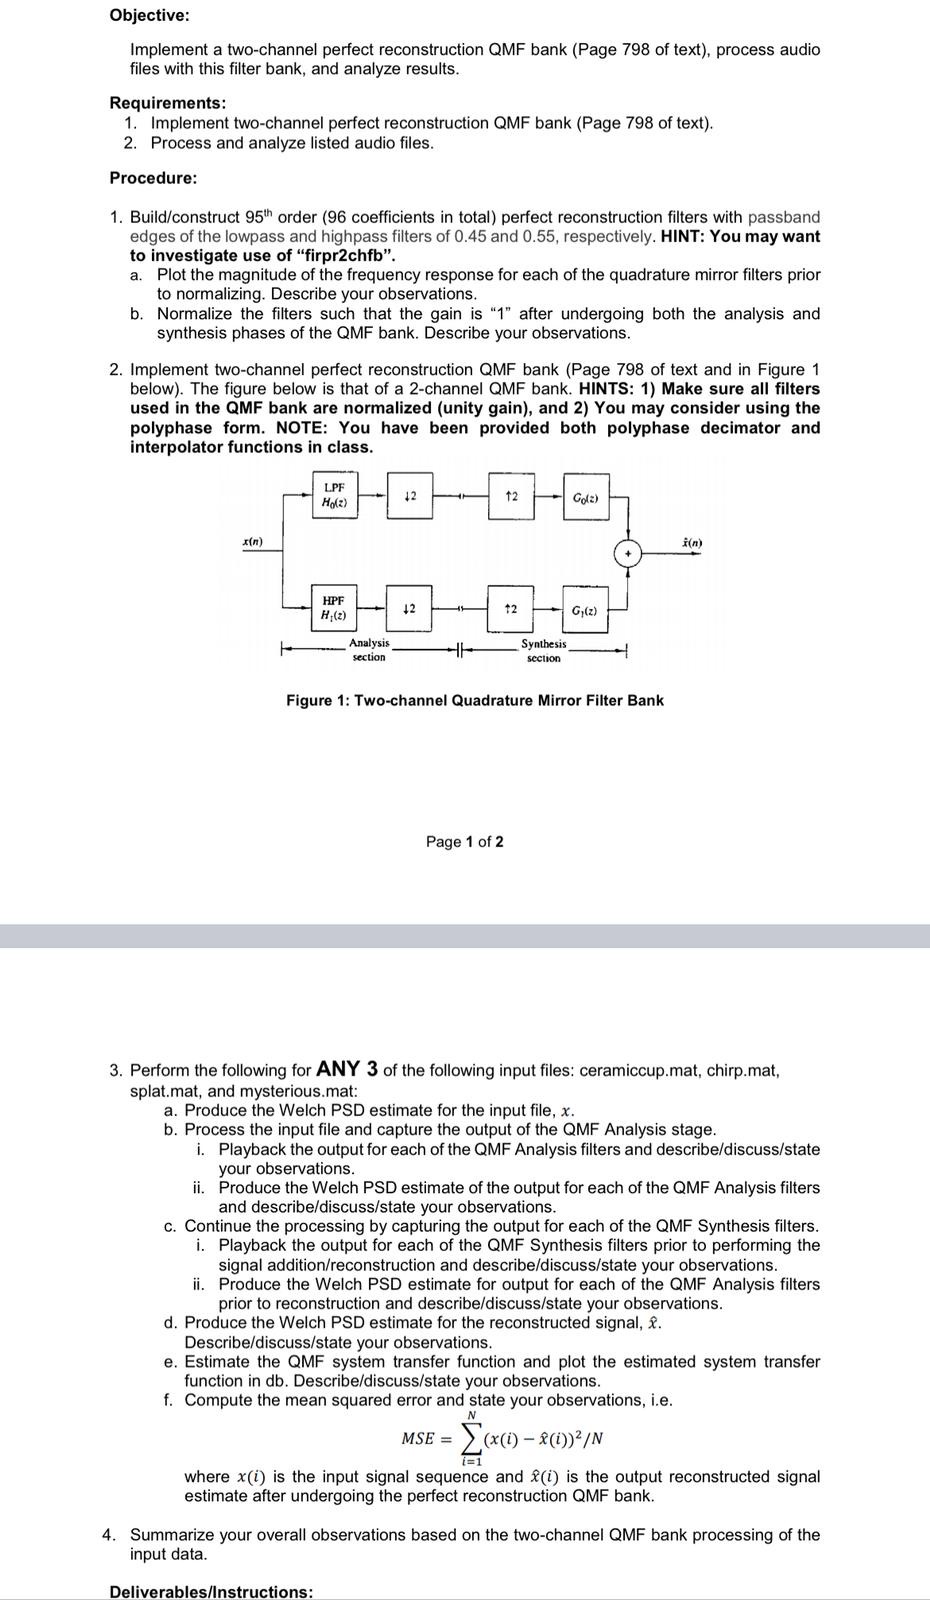 Objective:
Implement a two-channel perfect reconstruction QMF bank (Page 798 of text), process audio
files with this filter bank, and analyze results.
Requirements:
1. Implement two-channel perfect reconstruction QMF bank (Page 798 of text).
2. Process and analyze listed audio files.
Procedure:
1. Build/construct 95th order (96 coefficients in total) perfect reconstruction filters with passband
edges of the lowpass and highpass filters of 0.45 and 0.55, respectively. HINT: You may want
to investigate use of “firpr2chfb”.
a. Plot the magnitude of the frequency response for each of the quadrature mirror filters prior
to normalizing. Describe your observations.
b. Normalize the filters such that the gain is “1” after undergoing both the analysis and
synthesis phases of the QMF bank. Describe your observations.
2. Implement two-channel perfect reconstruction QMF bank (Page 798 of text and in Figure 1
below). The figure below is that of a 2-channel QMF bank. HINTS: 1) Make sure all filters
used in the QMF bank are normalized (unity gain), and 2) You may consider using the
polyphase form. NOTE: You have been provided both polyphase decimator and
interpolator functions in class.
LPF
H₀(z)
↓2
↑2
G₀(z)
x(n)
+
x̂(n)
HPF
H₁(z)
↓2
↑2
G₁(z)
Analysis
section
Synthesis
section
Figure 1: Two-channel Quadrature Mirror Filter Bank
Page 1 of 2
3. Perform the following for ANY 3 of the following input files: ceramiccup.mat, chirp.mat,
splat.mat, and mysterious.mat:
a. Produce the Welch PSD estimate for the input file, x.
b. Process the input file and capture the output of the QMF Analysis stage.
i. Playback the output for each of the QMF Analysis filters and describe/discuss/state
your observations.
ii. Produce the Welch PSD estimate of the output for each of the QMF Analysis filters
and describe/discuss/state your observations.
c. Continue the processing by capturing the output for each of the QMF Synthesis filters.
i. Playback the output for each of the QMF Synthesis filters prior to performing the
signal addition/reconstruction and describe/discuss/state your observations.
ii. Produce the Welch PSD estimate for output for each of the QMF Analysis filters
prior to reconstruction and describe/discuss/state your observations.
d. Produce the Welch PSD estimate for the reconstructed signal, x̂.
Describe/discuss/state your observations.
e. Estimate the QMF system transfer function and plot the estimated system transfer
function in db. Describe/discuss/state your observations.
f. Compute the mean squared error and state your observations, i.e.
MSE = ∑_{i=1}^{N} (x(i) − x̂(i))²/N
where x(i) is the input signal sequence and x̂(i) is the output reconstructed signal
estimate after undergoing the perfect reconstruction QMF bank.
4. Summarize your overall observations based on the two-channel QMF bank processing of the
input data.
Deliverables/Instructions: